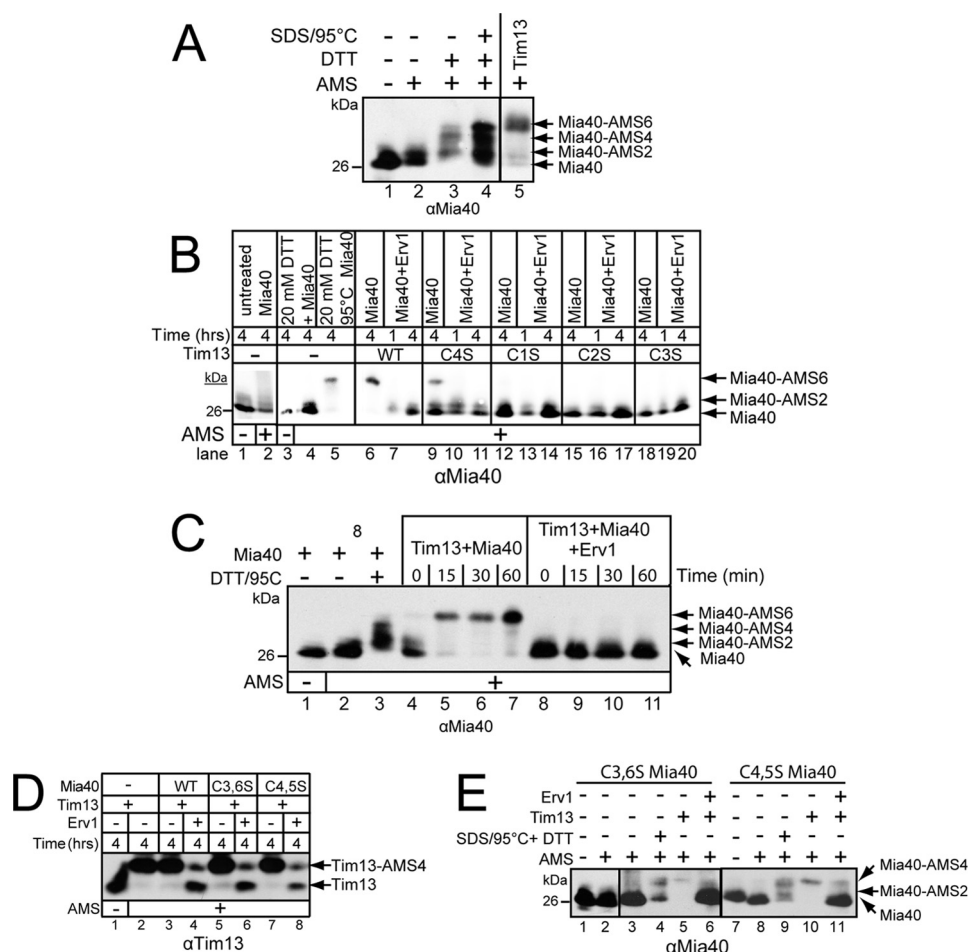 A
SDS/95°C - - - +
DTT - - + +
AMS - + + + +
Tim13
kDa
26
Mia40-AMS6
Mia40-AMS4
Mia40-AMS2
Mia40
1 2 3 4 5
αMia40
B
untreated
Mia40
20 mM DTT
+ Mia40
20 mM DTT
95°C Mia40
Mia40
Mia40+Erv1
Mia40
Mia40+Erv1
Mia40
Mia40+Erv1
Mia40
Mia40+Erv1
Mia40
Mia40+Erv1
Time (hrs) 4 4 4 4 4 1 4 4 1 4 4 1 4 4 1 4 4 1 4
Tim13 - - WT C4S C1S C2S C3S
kDa
26
Mia40-AMS6
Mia40-AMS2
Mia40
AMS - + - +
lane 1 2 3 4 5 6 7 8 9 10 11 12 13 14 15 16 17 18 19 20
αMia40
C
8
Mia40 + + +
DTT/95C - - +
Tim13+Mia40
Tim13+Mia40
+Erv1
0 15 30 60 0 15 30 60 Time (min)
kDa
26
Mia40-AMS6
Mia40-AMS4
Mia40-AMS2
Mia40
AMS - +
1 2 3 4 5 6 7 8 9 10 11
αMia40
D
Mia40 - WT C3,6S C4,5S
Tim13 + + + +
Erv1 - - - + - + - +
Time (hrs) 4 4 4 4 4 4 4 4
Tim13-AMS4
Tim13
AMS - +
1 2 3 4 5 6 7 8
αTim13
E
C3,6S Mia40 C4,5S Mia40
Erv1 - - - - - + - - - - +
Tim13 - - - - + + - - - + +
SDS/95°C+ DTT - - - + - - - - + - -
AMS - + + + + + - + + + +
kDa
26
Mia40-AMS4
Mia40-AMS2
Mia40
1 2 3 4 5 6 7 8 9 10 11
αMia40